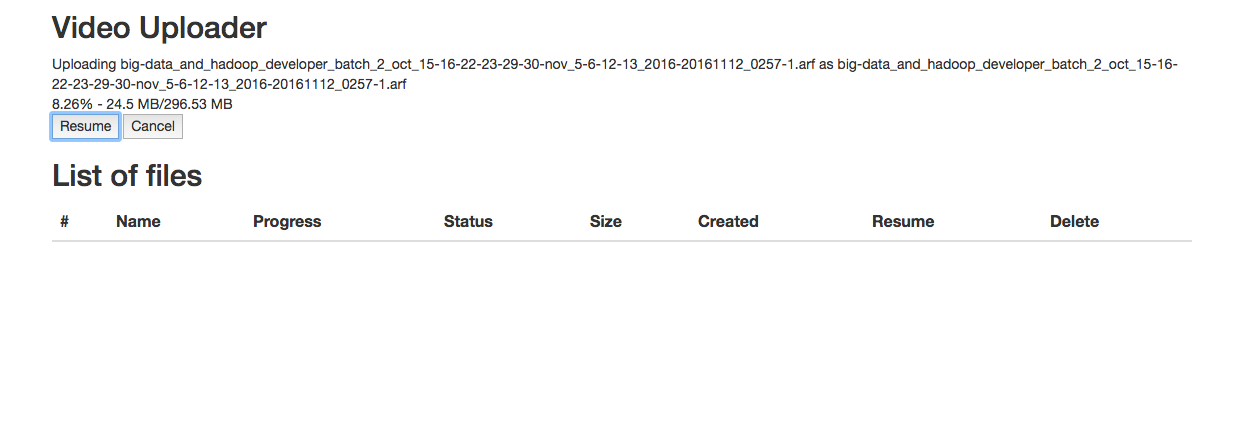 Video Uploader
Uploading big-data_and_hadoop_developer_batch_2_oct_15-16-22-23-29-30-nov_5-6-12-13_2016-20161112_0257-1.arf as big-data_and_hadoop_developer_batch_2_oct_15-16-
22-23-29-30-nov_5-6-12-13_2016-20161112_0257-1.arf
8.26% - 24.5 MB/296.53 MB
Resume Cancel
List of files
# Name Progress Status Size Created Resume Delete